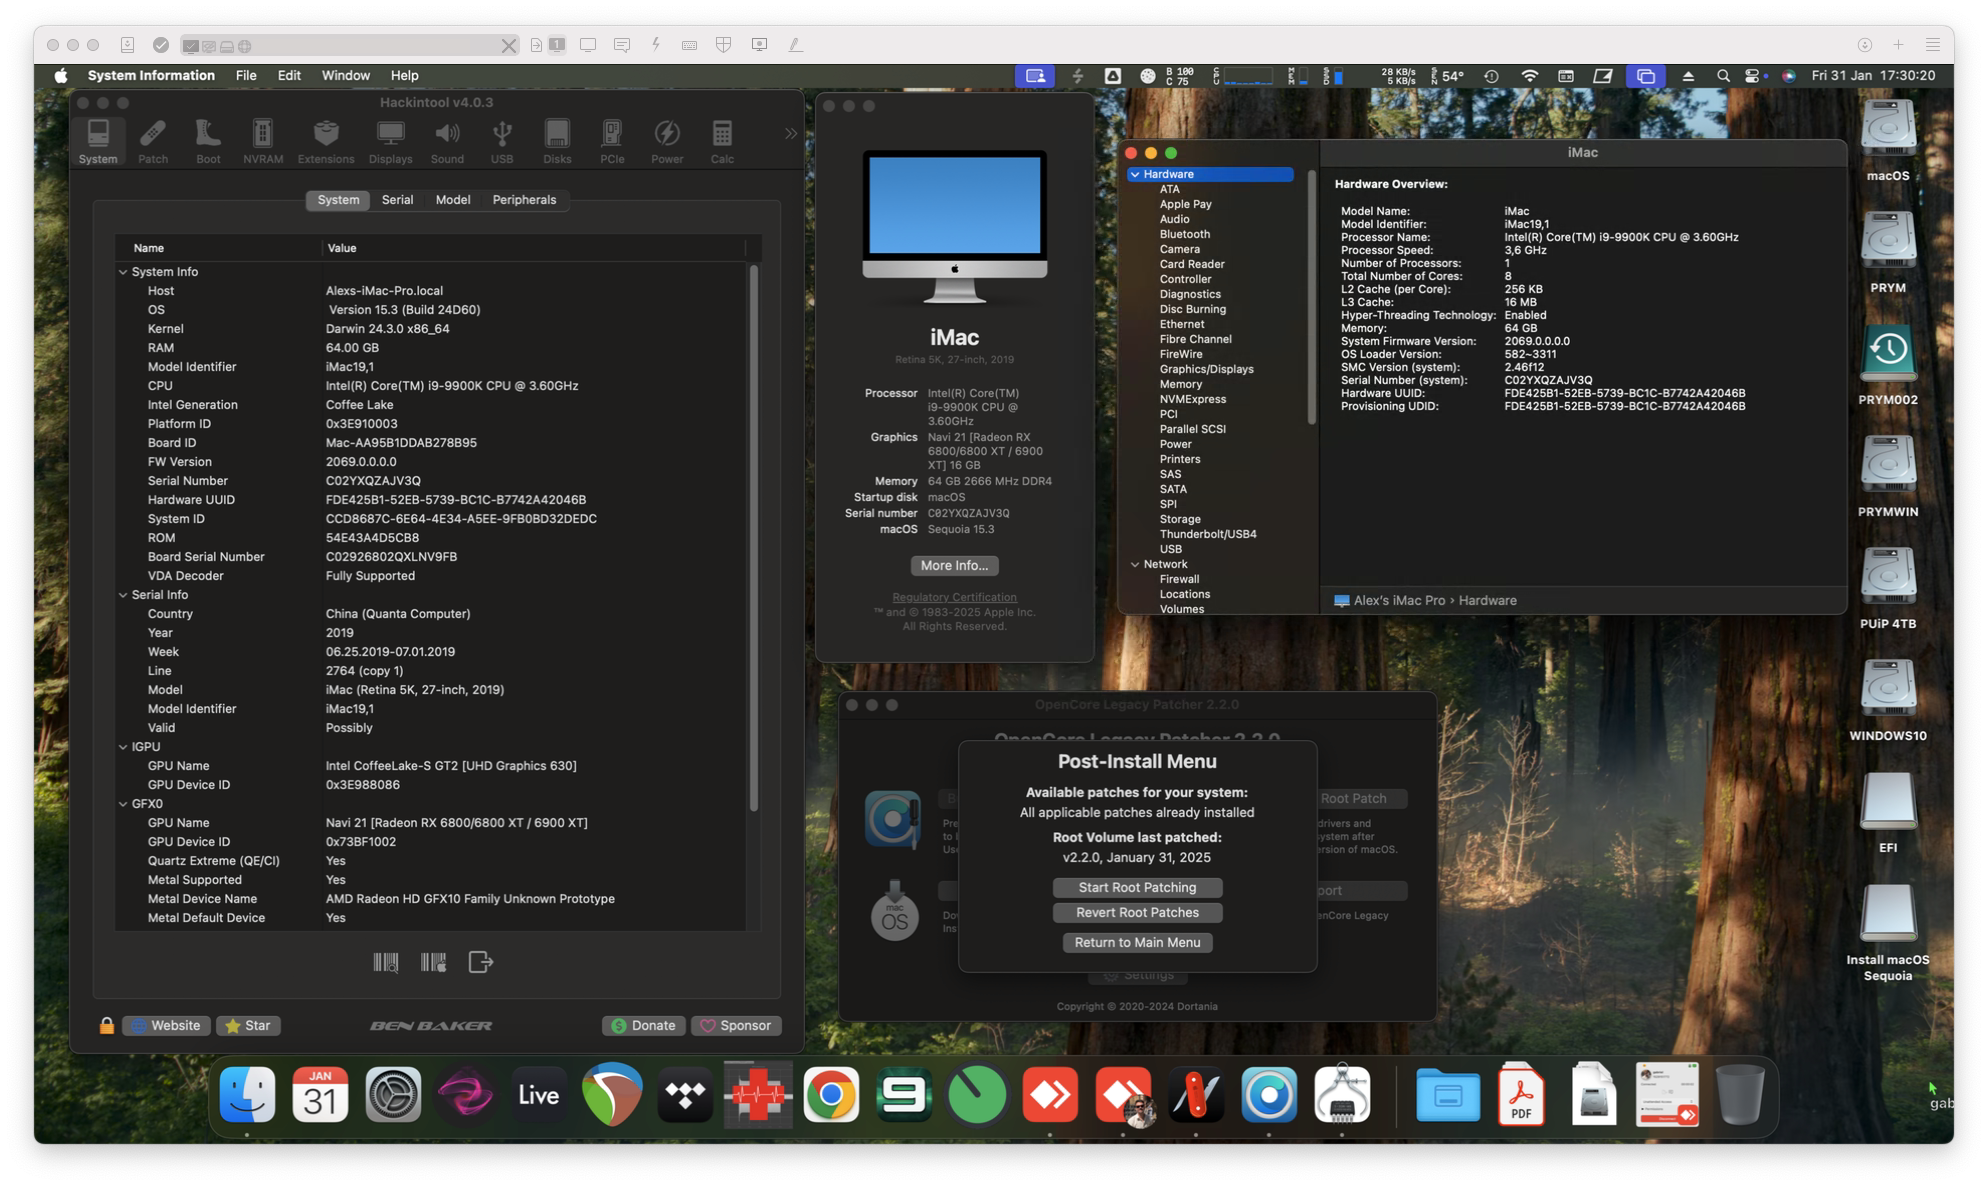 1
System Information File Edit Window Help
B 100
C 75
28 KB/s
5 KB/s
54°
Fri 31 Jan 17:30:20
Hackintool v4.0.3
System Patch Boot NVRAM Extensions Displays Sound USB Disks PCIe Power Calc
System Serial Model Peripherals
Name Value
System Info
Host Alexs-iMac-Pro.local
OS Version 15.3 (Build 24D60)
Kernel Darwin 24.3.0 x86_64
RAM 64.00 GB
Model Identifier iMac19,1
CPU Intel(R) Core(TM) i9-9900K CPU @ 3.60GHz
Intel Generation Coffee Lake
Platform ID 0x3E910003
Board ID Mac-AA95B1DDAB278B95
FW Version 2069.0.0.0.0
Serial Number C02YXQZAJV3Q
Hardware UUID FDE425B1-52EB-5739-BC1C-B7742A42046B
System ID CCD8687C-6E64-4E34-A5EE-9FB0BD32DEDC
ROM 54E43A4D5CB8
Board Serial Number C02926802QXLNV9FB
VDA Decoder Fully Supported
Serial Info
Country China (Quanta Computer)
Year 2019
Week 06.25.2019-07.01.2019
Line 2764 (copy 1)
Model iMac (Retina 5K, 27-inch, 2019)
Model Identifier iMac19,1
Valid Possibly
IGPU
GPU Name Intel CoffeeLake-S GT2 [UHD Graphics 630]
GPU Device ID 0x3E988086
GFX0
GPU Name Navi 21 [Radeon RX 6800/6800 XT / 6900 XT]
GPU Device ID 0x73BF1002
Quartz Extreme (QE/CI) Yes
Metal Supported Yes
Metal Device Name AMD Radeon HD GFX10 Family Unknown Prototype
Metal Default Device Yes
Website Star BEN BAKER Donate Sponsor
iMac
Retina 5K, 27-inch, 2019
Processor Intel(R) Core(TM)
i9-9900K CPU @
3.60GHz
Graphics Navi 21 [Radeon RX
6800/6800 XT / 6900
XT] 16 GB
Memory 64 GB 2666 MHz DDR4
Startup disk macOS
Serial number C02YXQZAJV3Q
macOS Sequoia 15.3
More Info...
Regulatory Certification
™ and © 1983-2025 Apple Inc.
All Rights Reserved.
iMac
Hardware
ATA
Apple Pay
Audio
Bluetooth
Camera
Card Reader
Controller
Diagnostics
Disc Burning
Ethernet
Fibre Channel
FireWire
Graphics/Displays
Memory
NVMExpress
PCI
Parallel SCSI
Power
Printers
SAS
SATA
SPI
Storage
Thunderbolt/USB4
USB
Network
Firewall
Locations
Volumes
Hardware Overview:
Model Name: iMac
Model Identifier: iMac19,1
Processor Name: Intel(R) Core(TM) i9-9900K CPU @ 3.60GHz
Processor Speed: 3,6 GHz
Number of Processors: 1
Total Number of Cores: 8
L2 Cache (per Core): 256 KB
L3 Cache: 16 MB
Hyper-Threading Technology: Enabled
Memory: 64 GB
System Firmware Version: 2069.0.0.0.0
OS Loader Version: 582~3311
SMC Version (system): 2.46f12
Serial Number (system): C02YXQZAJV3Q
Hardware UUID: FDE425B1-52EB-5739-BC1C-B7742A42046B
Provisioning UDID: FDE425B1-52EB-5739-BC1C-B7742A42046B
Alex's iMac Pro › Hardware
OpenCore Legacy Patcher 2.2.0
OpenCore Legacy Patcher 2.2.0
Post-Install Menu
Available patches for your system:
All applicable patches already installed
Root Volume last patched:
v2.2.0, January 31, 2025
Start Root Patching
Revert Root Patches
Return to Main Menu
Root Patch
drivers and
system after
version of macOS.
mac
OS
Settings
Copyright © 2020-2024 Dortania
macOS
PRYM
PRYM002
PRYMWIN
PUiP 4TB
WINDOWS10
EFI
Install macOS
Sequoia
JAN
31
Live
9
PDF
gab